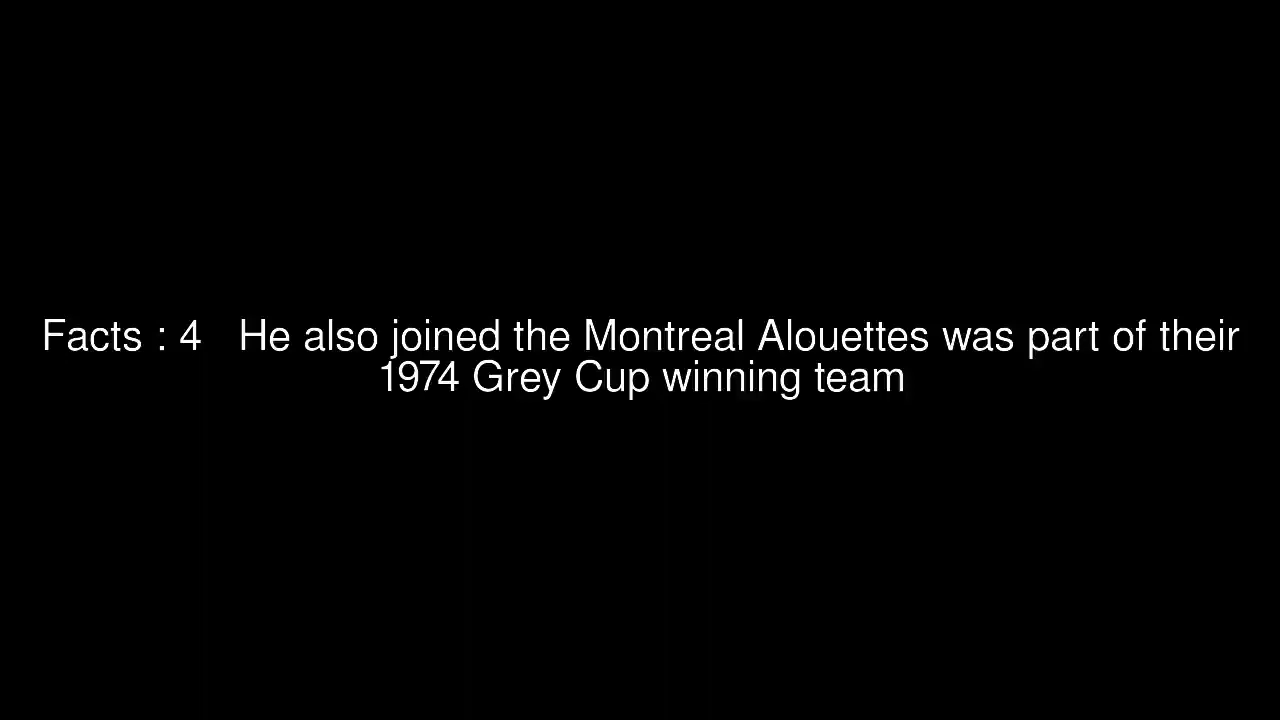 Facts : 4 He also joined the Montreal Alouettes was part of their
1974 Grey Cup winning team